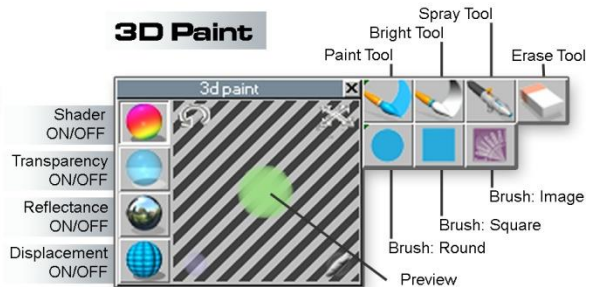 3D Paint
Spray Tool
Bright Tool
Paint Tool
Erase Tool
3d paint
Shader
ON/OFF
Transparency
ON/OFF
Reflectance
ON/OFF
Displacement
ON/OFF
Brush: Image
Brush: Square
Brush: Round
Preview